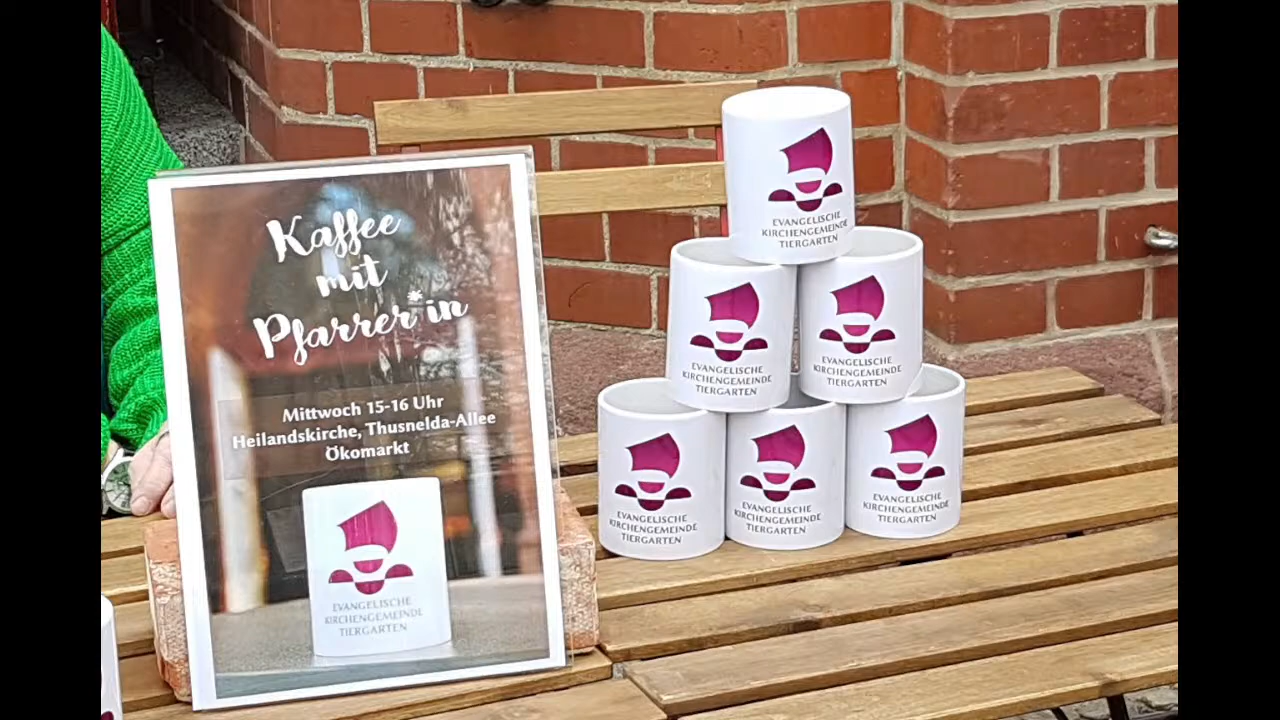 Kaffee
mit
Pfarrer*in
Mittwoch 15-16 Uhr
Heilandskirche, Thusnelda-Allee
Ökomarkt
EVANGELISCHE
KIRCHENGEMEINDE
TIERGARTEN
EVANGELISCHE
KIRCHENGEMEINDE
TIERGARTEN
EVANGELISCHE
KIRCHENGEMEINDE
TIERGARTEN
EVANGELISCHE
KIRCHENGEMEINDE
TIERGARTEN
EVANGELISCHE
KIRCHENGEMEINDE
TIERGARTEN
EVANGELISCHE
KIRCHENGEMEINDE
TIERGARTEN
EVANGELISCHE
KIRCHENGEMEINDE
TIERGARTEN